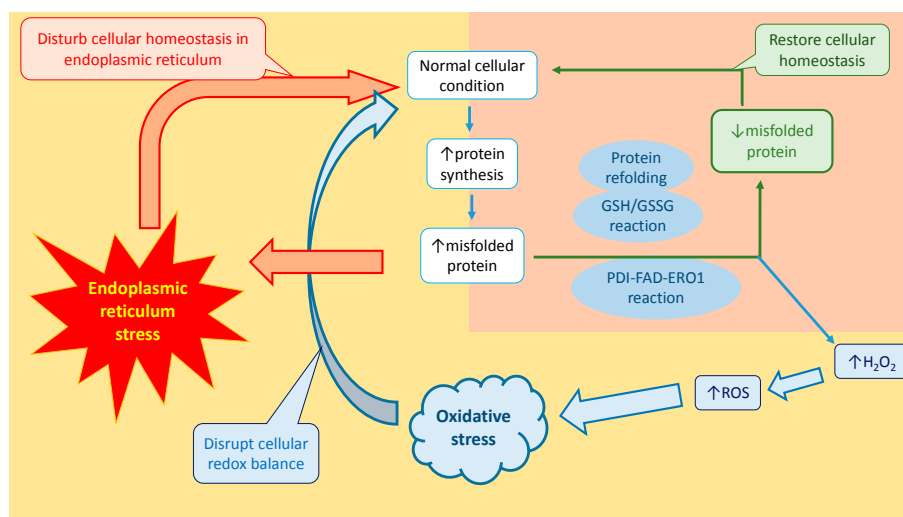 Disturb cellular homeostasis in
endoplasmic reticulum
Normal cellular
condition
Restore cellular
homeostasis
↑protein
synthesis
↓misfolded
protein
Protein
refolding
GSH/GSSG
reaction
↑misfolded
protein
PDI-FAD-ERO1
reaction
Endoplasmic
reticulum
stress
↑H₂O₂
↑ROS
Oxidative
stress
Disrupt cellular
redox balance